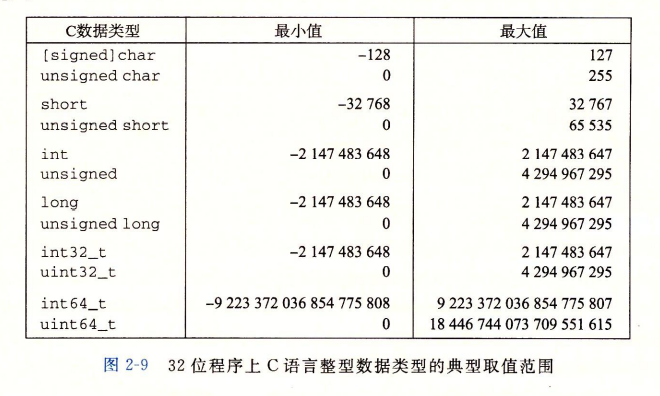 C数据类型 最小值 最大值
[signed]char −128 127
unsigned char 0 255
short −32 768 32 767
unsigned short 0 65 535
int −2 147 483 648 2 147 483 647
unsigned 0 4 294 967 295
long −2 147 483 648 2 147 483 647
unsigned long 0 4 294 967 295
int32_t −2 147 483 648 2 147 483 647
uint32_t 0 4 294 967 295
int64_t −9 223 372 036 854 775 808 9 223 372 036 854 775 807
uint64_t 0 18 446 744 073 709 551 615
图 2-9 32 位程序上 C 语言整型数据类型的典型取值范围